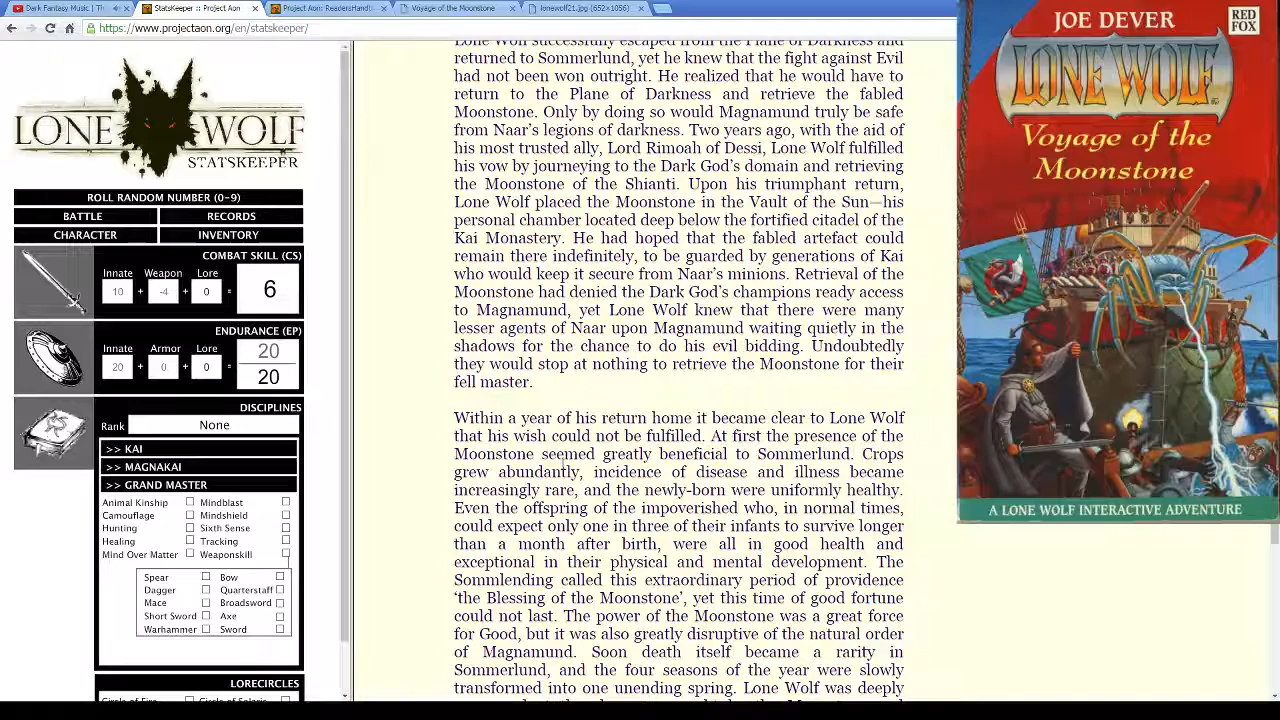 Dark Fantasy Music | Th
StatsKeeper :: Project Aon
Project Aon: ReadersHandb
Voyage of the Moonstone
lonewolf21.jpg (652×1056)
https://www.projectaon.org/en/statskeeper/
LONE WOLF
STATSKEEPER
ROLL RANDOM NUMBER (0-9)
BATTLE RECORDS
CHARACTER INVENTORY
COMBAT SKILL (CS)
Innate Weapon Lore
10 + -4 + 0 = 6
ENDURANCE (EP)
Innate Armor Lore
20 + 0 + 0 = 20
20
DISCIPLINES
Rank None
>> KAI
>> MAGNAKAI
>> GRAND MASTER
Animal Kinship Mindblast
Camouflage Mindshield
Hunting Sixth Sense
Healing Tracking
Mind Over Matter Weaponskill
Spear Bow
Dagger Quarterstaff
Mace Broadsword
Short Sword Axe
Warhammer Sword
LORECIRCLES
Circle of Fire Circle of Solaris
Lone Wolf successfully escaped from the Plane of Darkness and
returned to Sommerlund, yet he knew that the fight against Evil
had not been won outright. He realized that he would have to
return to the Plane of Darkness and retrieve the fabled
Moonstone. Only by doing so would Magnamund truly be safe
from Naar's legions of darkness. Two years ago, with the aid of
his most trusted ally, Lord Rimoah of Dessi, Lone Wolf fulfilled
his vow by journeying to the Dark God's domain and retrieving
the Moonstone of the Shianti. Upon his triumphant return,
Lone Wolf placed the Moonstone in the Vault of the Sun—his
personal chamber located deep below the fortified citadel of the
Kai Monastery. He had hoped that the fabled artefact could
remain there indefinitely, to be guarded by generations of Kai
who would keep it secure from Naar's minions. Retrieval of the
Moonstone had denied the Dark God's champions ready access
to Magnamund, yet Lone Wolf knew that there were many
lesser agents of Naar upon Magnamund waiting quietly in the
shadows for the chance to do his evil bidding. Undoubtedly
they would stop at nothing to retrieve the Moonstone for their
fell master.
Within a year of his return home it became clear to Lone Wolf
that his wish could not be fulfilled. At first the presence of the
Moonstone seemed greatly beneficial to Sommerlund. Crops
grew abundantly, incidence of disease and illness became
increasingly rare, and the newly-born were uniformly healthy.
Even the offspring of the impoverished who, in normal times,
could expect only one in three of their infants to survive longer
than a month after birth, were all in good health and
exceptional in their physical and mental development. The
Sommlending called this extraordinary period of providence
'the Blessing of the Moonstone', yet this time of good fortune
could not last. The power of the Moonstone was a great force
for Good, but it was also greatly disruptive of the natural order
of Magnamund. Soon death itself became a rarity in
Sommerlund, and the four seasons of the year were slowly
transformed into one unending spring. Lone Wolf was deeply
JOE DEVER
RED
FOX
LONE WOLF
Voyage of the
Moonstone
A LONE WOLF INTERACTIVE ADVENTURE